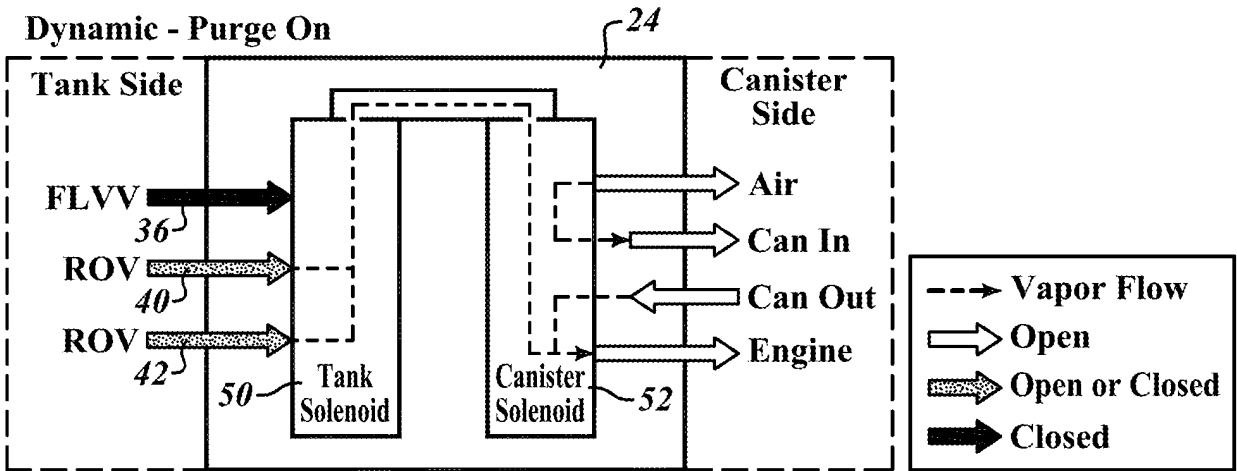 Dynamic - Purge On
24
Tank Side
Canister
Side
FLVV
36
ROV
40
ROV
42
50
Tank
Solenoid
Canister
Solenoid
52
Air
Can In
Can Out
Engine
Vapor Flow
Open
Open or Closed
Closed